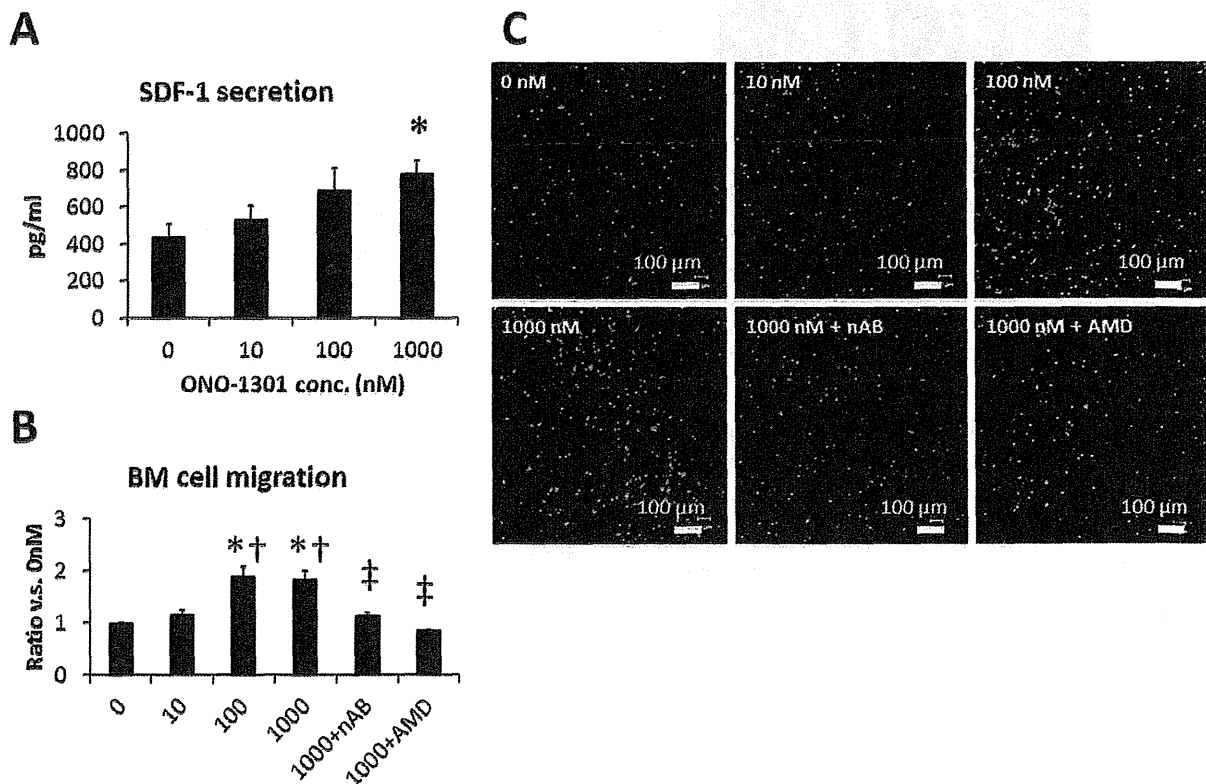 A
SDF-1 secretion
1000
800
600
400
200
0
pg/ml
*
0 10 100 1000
ONO-1301 conc. (nM)
B
BM cell migration
3
2
1
0
Ratio v.s. 0nM
*† *† ‡ ‡
0 10 100 1000 1000+nAB 1000+AMD
C
0 nM
100 µm
10 nM
100 µm
100 nM
100 µm
1000 nM
100 µm
1000 nM + nAB
100 µm
1000 nM + AMD
100 µm